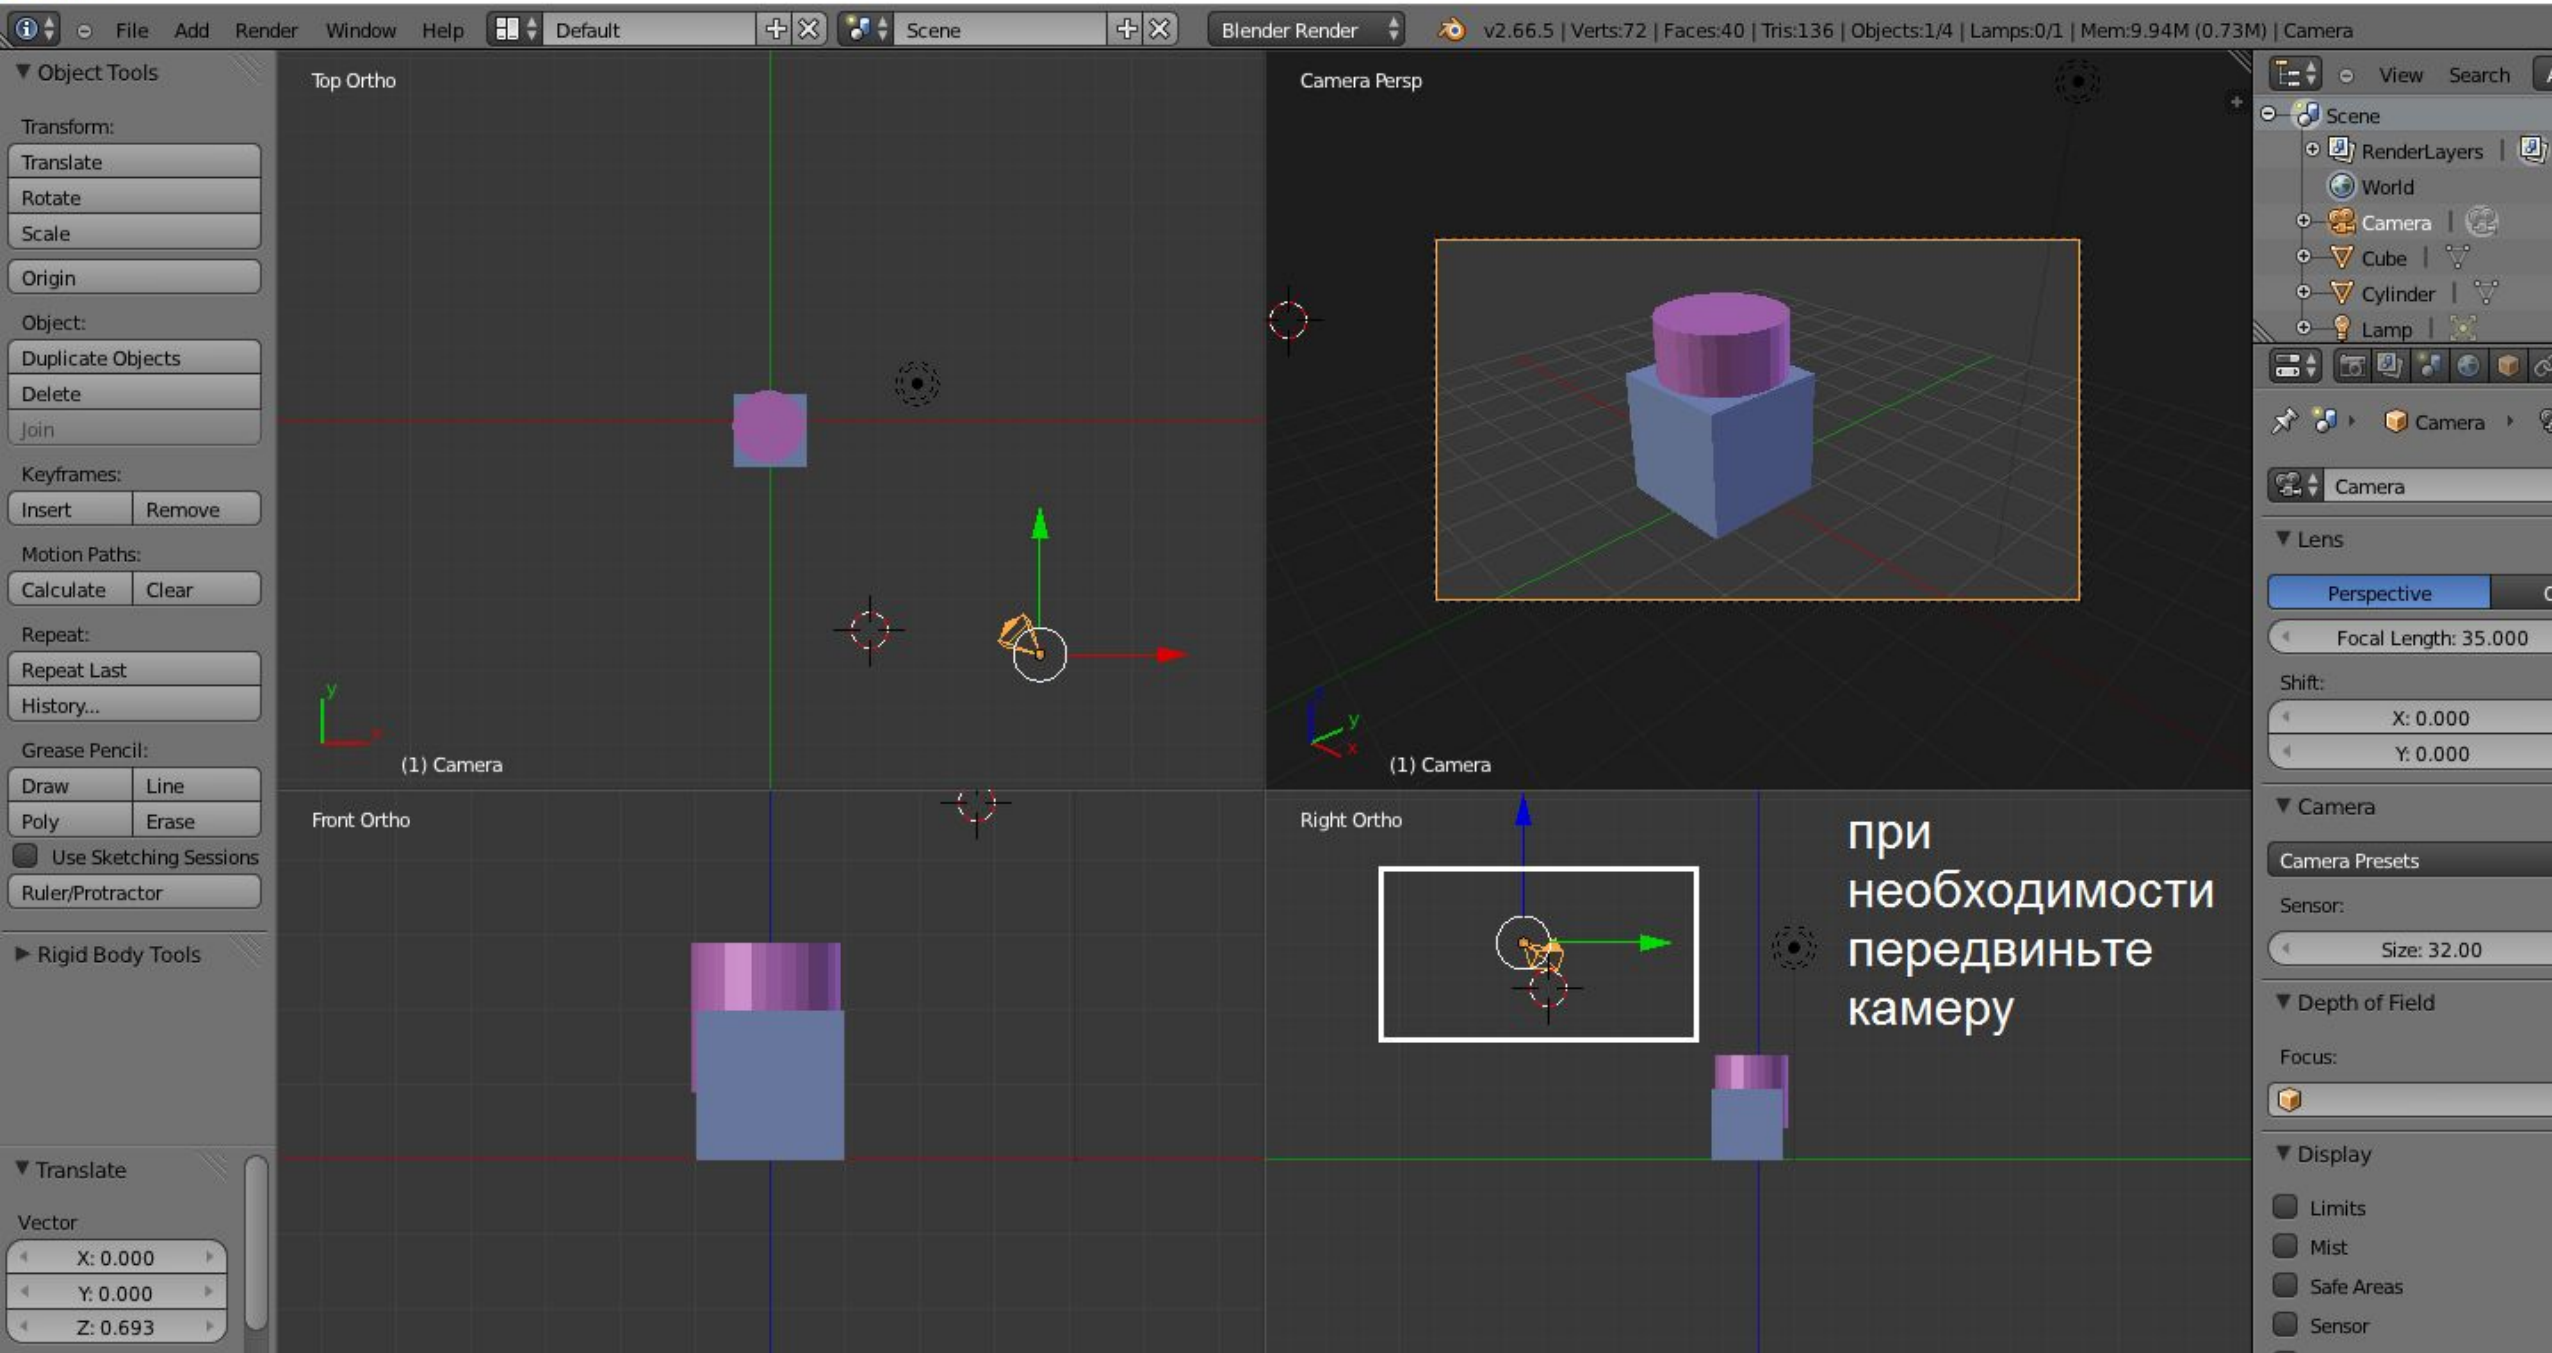 File Add Render Window Help Default Scene Blender Render v2.66.5 | Verts:72 | Faces:40 | Tris:136 | Objects:1/4 | Lamps:0/1 | Mem:9.94M (0.73M) | Camera
Object Tools
Transform:
Translate
Rotate
Scale
Origin
Object:
Duplicate Objects
Delete
Join
Keyframes:
Insert Remove
Motion Paths:
Calculate Clear
Repeat:
Repeat Last
History...
Grease Pencil:
Draw Line
Poly Erase
Use Sketching Sessions
Ruler/Protractor
Rigid Body Tools
Translate
Vector
X: 0.000
Y: 0.000
Z: 0.693
Top Ortho
y
x
(1) Camera
Camera Persp
y
x
(1) Camera
Front Ortho
Right Ortho
при
необходимости
передвиньте
камеру
View Search
Scene
RenderLayers |
World
Camera |
Cube |
Cylinder |
Lamp |
Camera
Camera
Lens
Perspective
Focal Length: 35.000
Shift:
X: 0.000
Y: 0.000
Camera
Camera Presets
Sensor:
Size: 32.00
Depth of Field
Focus:
Display
Limits
Mist
Safe Areas
Sensor